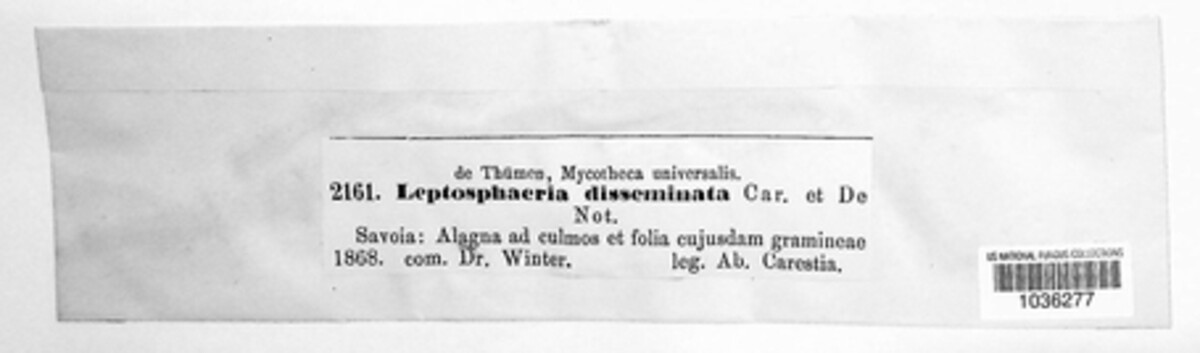 de Thümen, Mycotheca universalis.
2161. Leptosphaeria disseminata Car. et De
Not.
Savoia: Alagna ad culmos et folia cujusdam gramineae
1868. com. Dr. Winter. leg. Ab. Carestia.
US NATIONAL FUNGUS COLLECTIONS
1036277